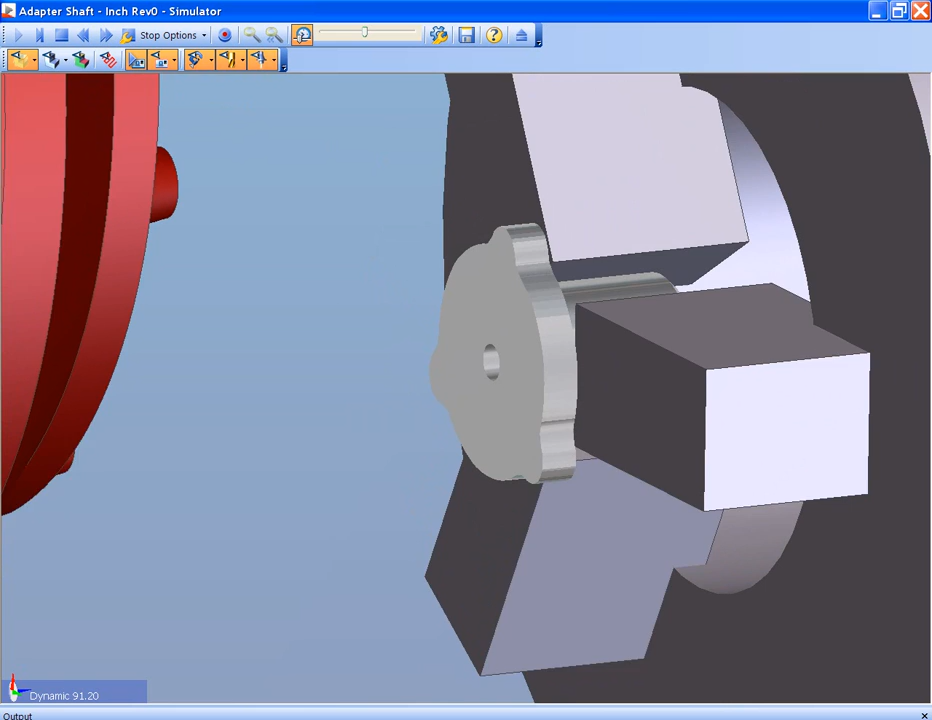 Adapter Shaft - Inch Rev0 - Simulator
Stop Options
Dynamic 91.20
Output